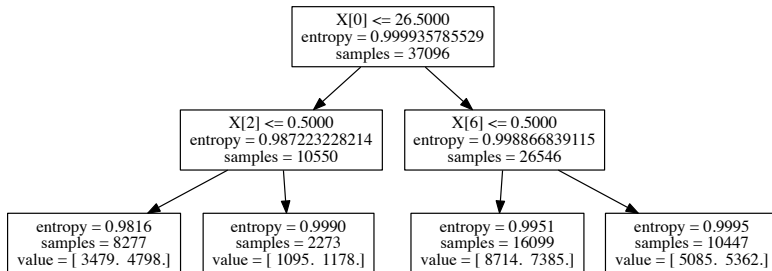 X[0] <= 26.5000
entropy = 0.999935785529
samples = 37096
X[2] <= 0.5000
entropy = 0.987223228214
samples = 10550
X[6] <= 0.5000
entropy = 0.998866839115
samples = 26546
entropy = 0.9816
samples = 8277
value = [ 3479. 4798.]
entropy = 0.9990
samples = 2273
value = [ 1095. 1178.]
entropy = 0.9951
samples = 16099
value = [ 8714. 7385.]
entropy = 0.9995
samples = 10447
value = [ 5085. 5362.]